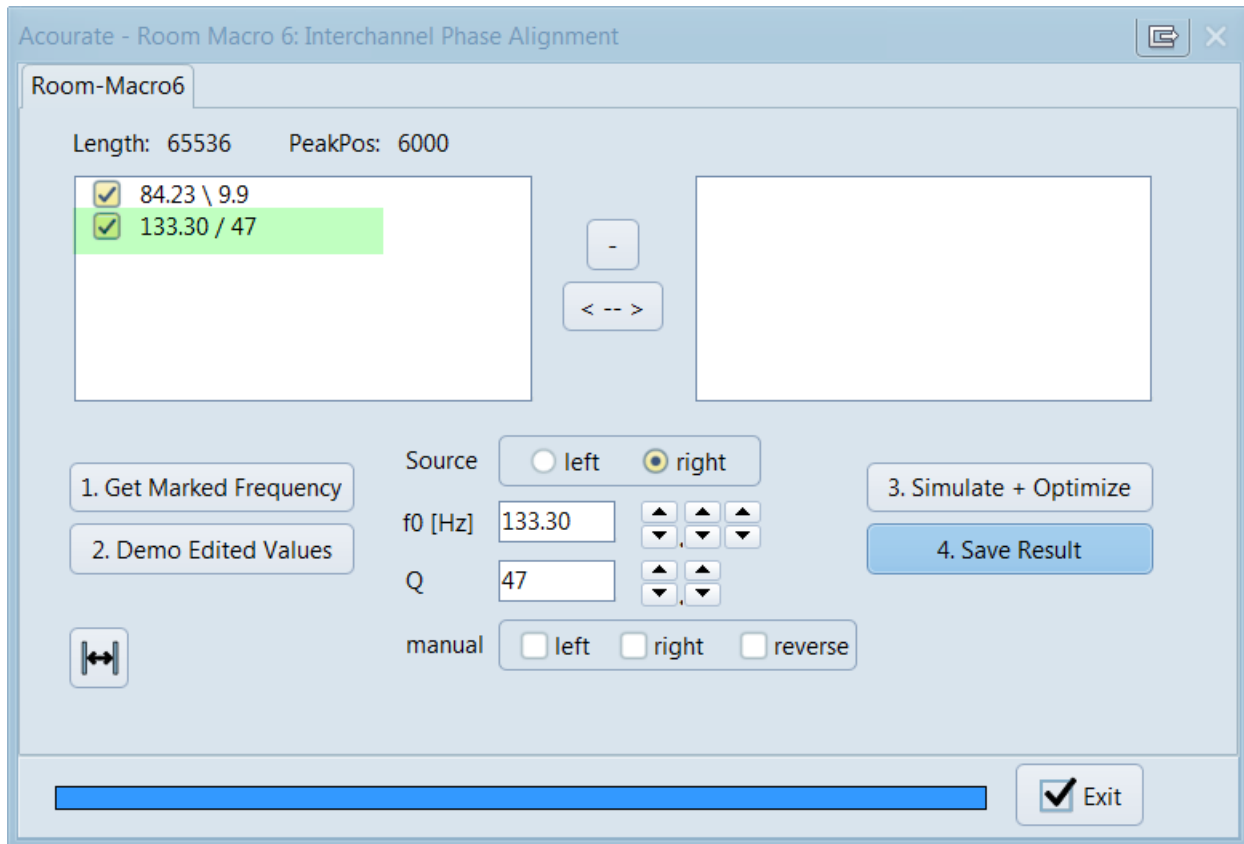 Acourate - Room Macro 6: Interchannel Phase Alignment
Room-Macro6
Length: 65536 PeakPos: 6000
84.23 \ 9.9
133.30 / 47
-
< -- >
Source left right
1. Get Marked Frequency
3. Simulate + Optimize
f0 [Hz] 133.30
2. Demo Edited Values
4. Save Result
Q 47
manual left right reverse
Exit